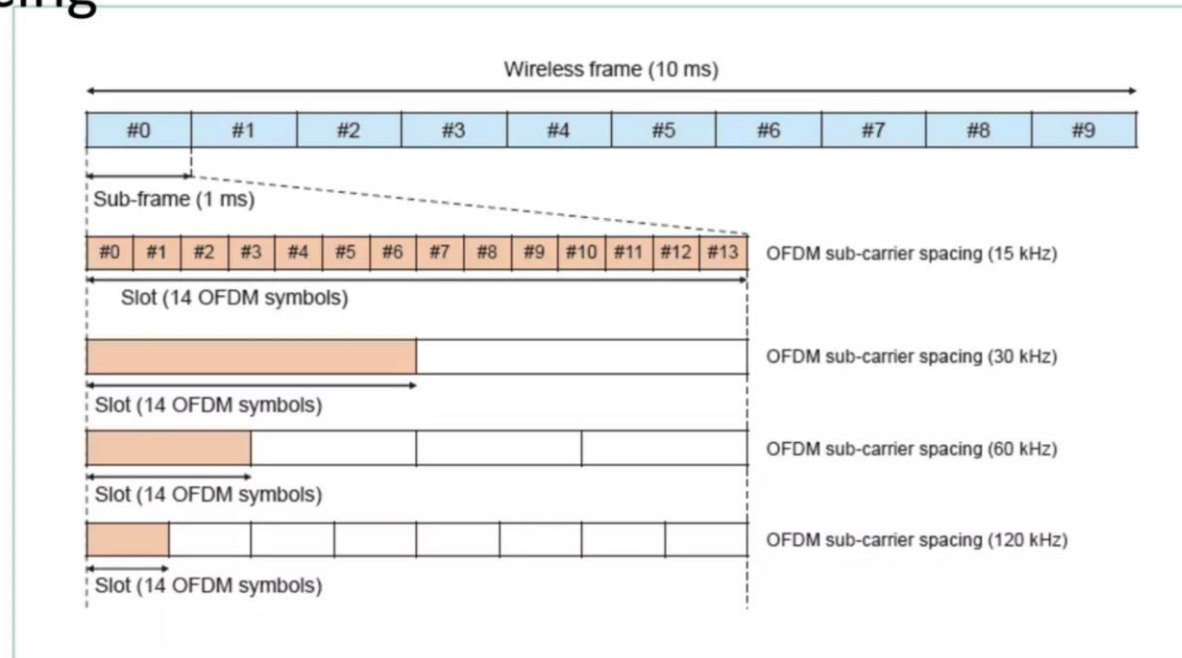 Wireless frame (10 ms)
#0 #1 #2 #3 #4 #5 #6 #7 #8 #9
Sub-frame (1 ms)
#0 #1 #2 #3 #4 #5 #6 #7 #8 #9 #10 #11 #12 #13 OFDM sub-carrier spacing (15 kHz)
Slot (14 OFDM symbols)
OFDM sub-carrier spacing (30 kHz)
Slot (14 OFDM symbols)
OFDM sub-carrier spacing (60 kHz)
Slot (14 OFDM symbols)
OFDM sub-carrier spacing (120 kHz)
Slot (14 OFDM symbols)